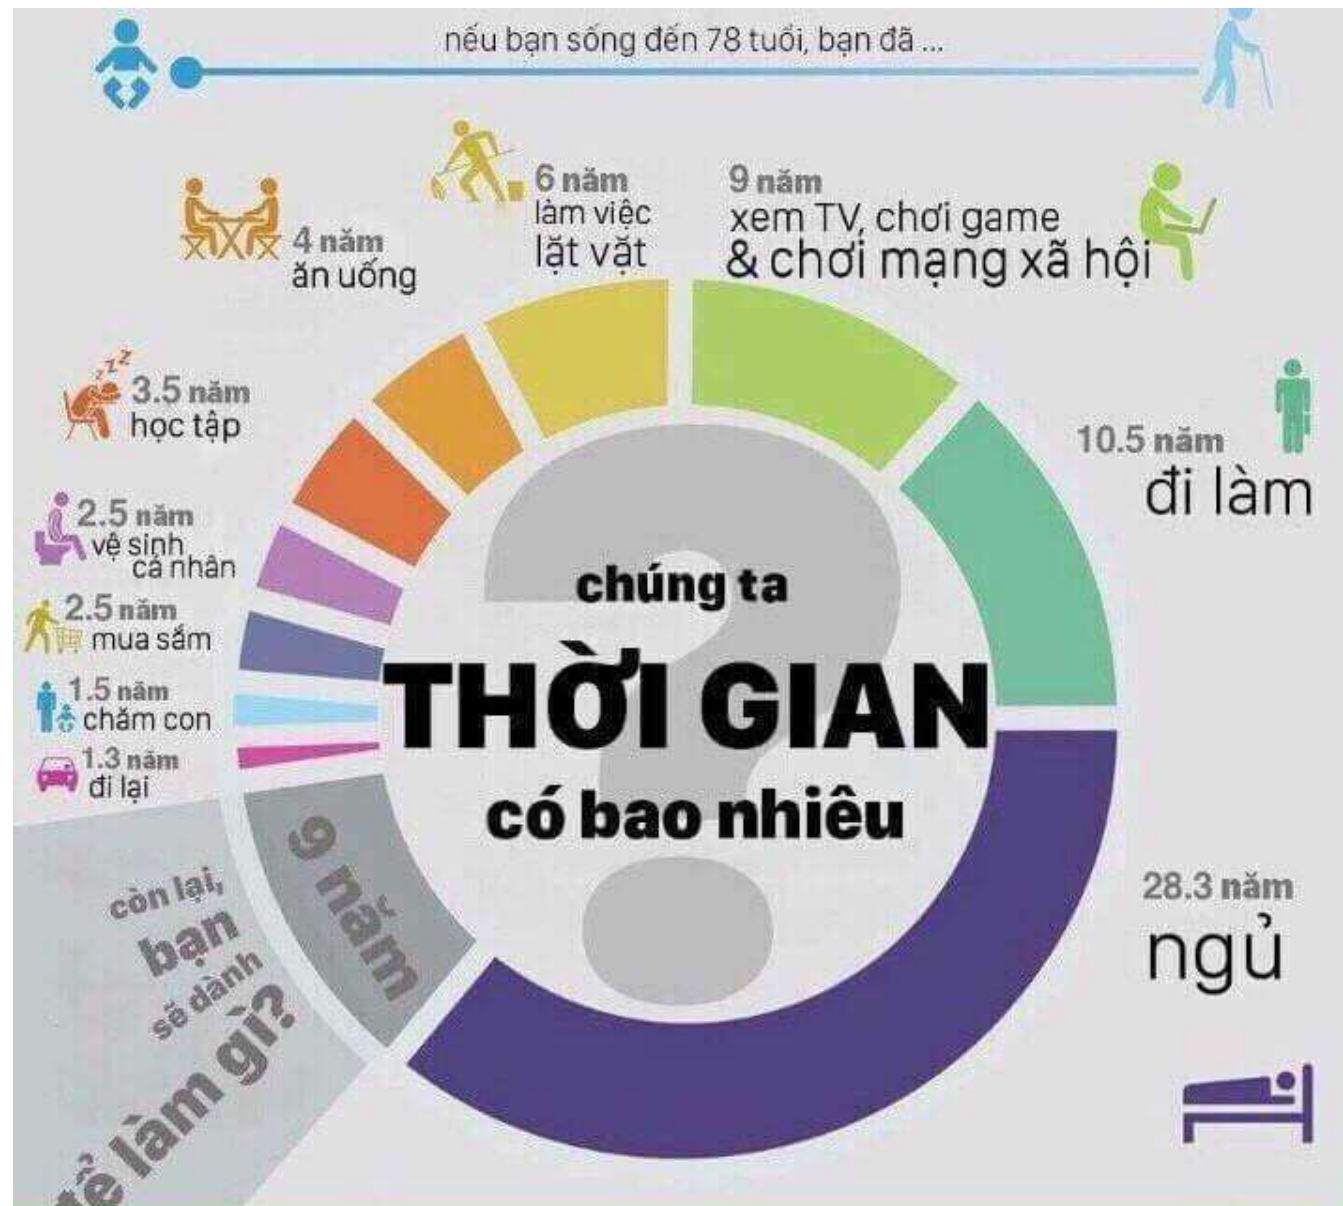 nếu bạn sống đến 78 tuổi, bạn đã ...
6 năm
làm việc
lặt vặt
9 năm
xem TV, chơi game
& chơi mạng xã hội
4 năm
ăn uống
zzz
3.5 năm
học tập
10.5 năm
đi làm
2.5 năm
vệ sinh
cá nhân
2.5 năm
mua sắm
1.5 năm
chăm con
1.3 năm
đi lại
chúng ta
THỜI GIAN
có bao nhiêu
?
28.3 năm
ngủ
9 năm
còn lại,
bạn
sẽ dành
để làm gì?